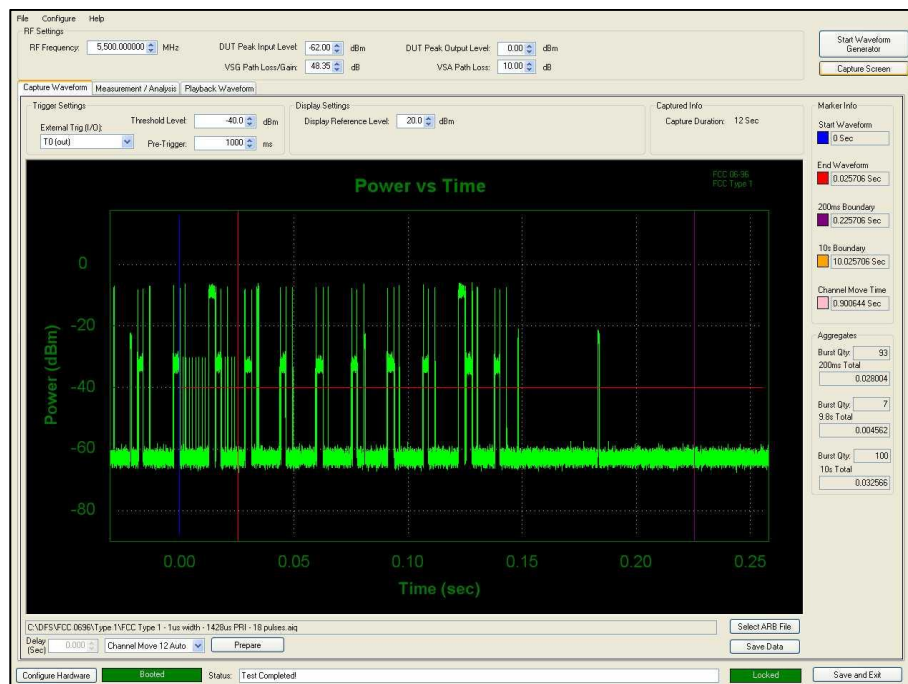 File Configure Help
RF Settings
RF Frequency: 5,500.000000 MHz
DUT Peak Input Level: -62.00 dBm
DUT Peak Output Level: 0.00 dBm
VSG Path Loss/Gain: 48.35 dB
VSA Path Loss: 10.00 dB
Start Waveform Generator
Capture Screen
Capture Waveform Measurement / Analysis Playback Waveform
Trigger Settings
External Trig (I/O):
T0 (out)
Threshold Level: -40.0 dBm
Pre-Trigger: 1000 ms
Display Settings
Display Reference Level: 20.0 dBm
Captured Info
Capture Duration: 12 Sec
Marker Info
Start Waveform
0 Sec
End Waveform
0.025706 Sec
200ms Boundary
0.225706 Sec
10s Boundary
10.025706 Sec
Channel Move Time
0.900644 Sec
Aggregates
Burst Qty: 93
200ms Total
0.028004
Burst Qty: 7
9.8s Total
0.004562
Burst Qty: 100
10s Total
0.032566
Power vs Time
FCC 06-96
FCC Type 1
Power (dBm)
0
-20
-40
-60
-80
0.00 0.05 0.10 0.15 0.20 0.25
Time (sec)
C:\DFS\FCC 0696\Type 1\FCC Type 1 - 1us width - 1428us PRI - 18 pulses.aiq
Select ARB File
Delay (Sec) 0.000 Channel Move 12 Auto Prepare
Save Data
Configure Hardware Booted Status: Test Completed! Locked Save and Exit